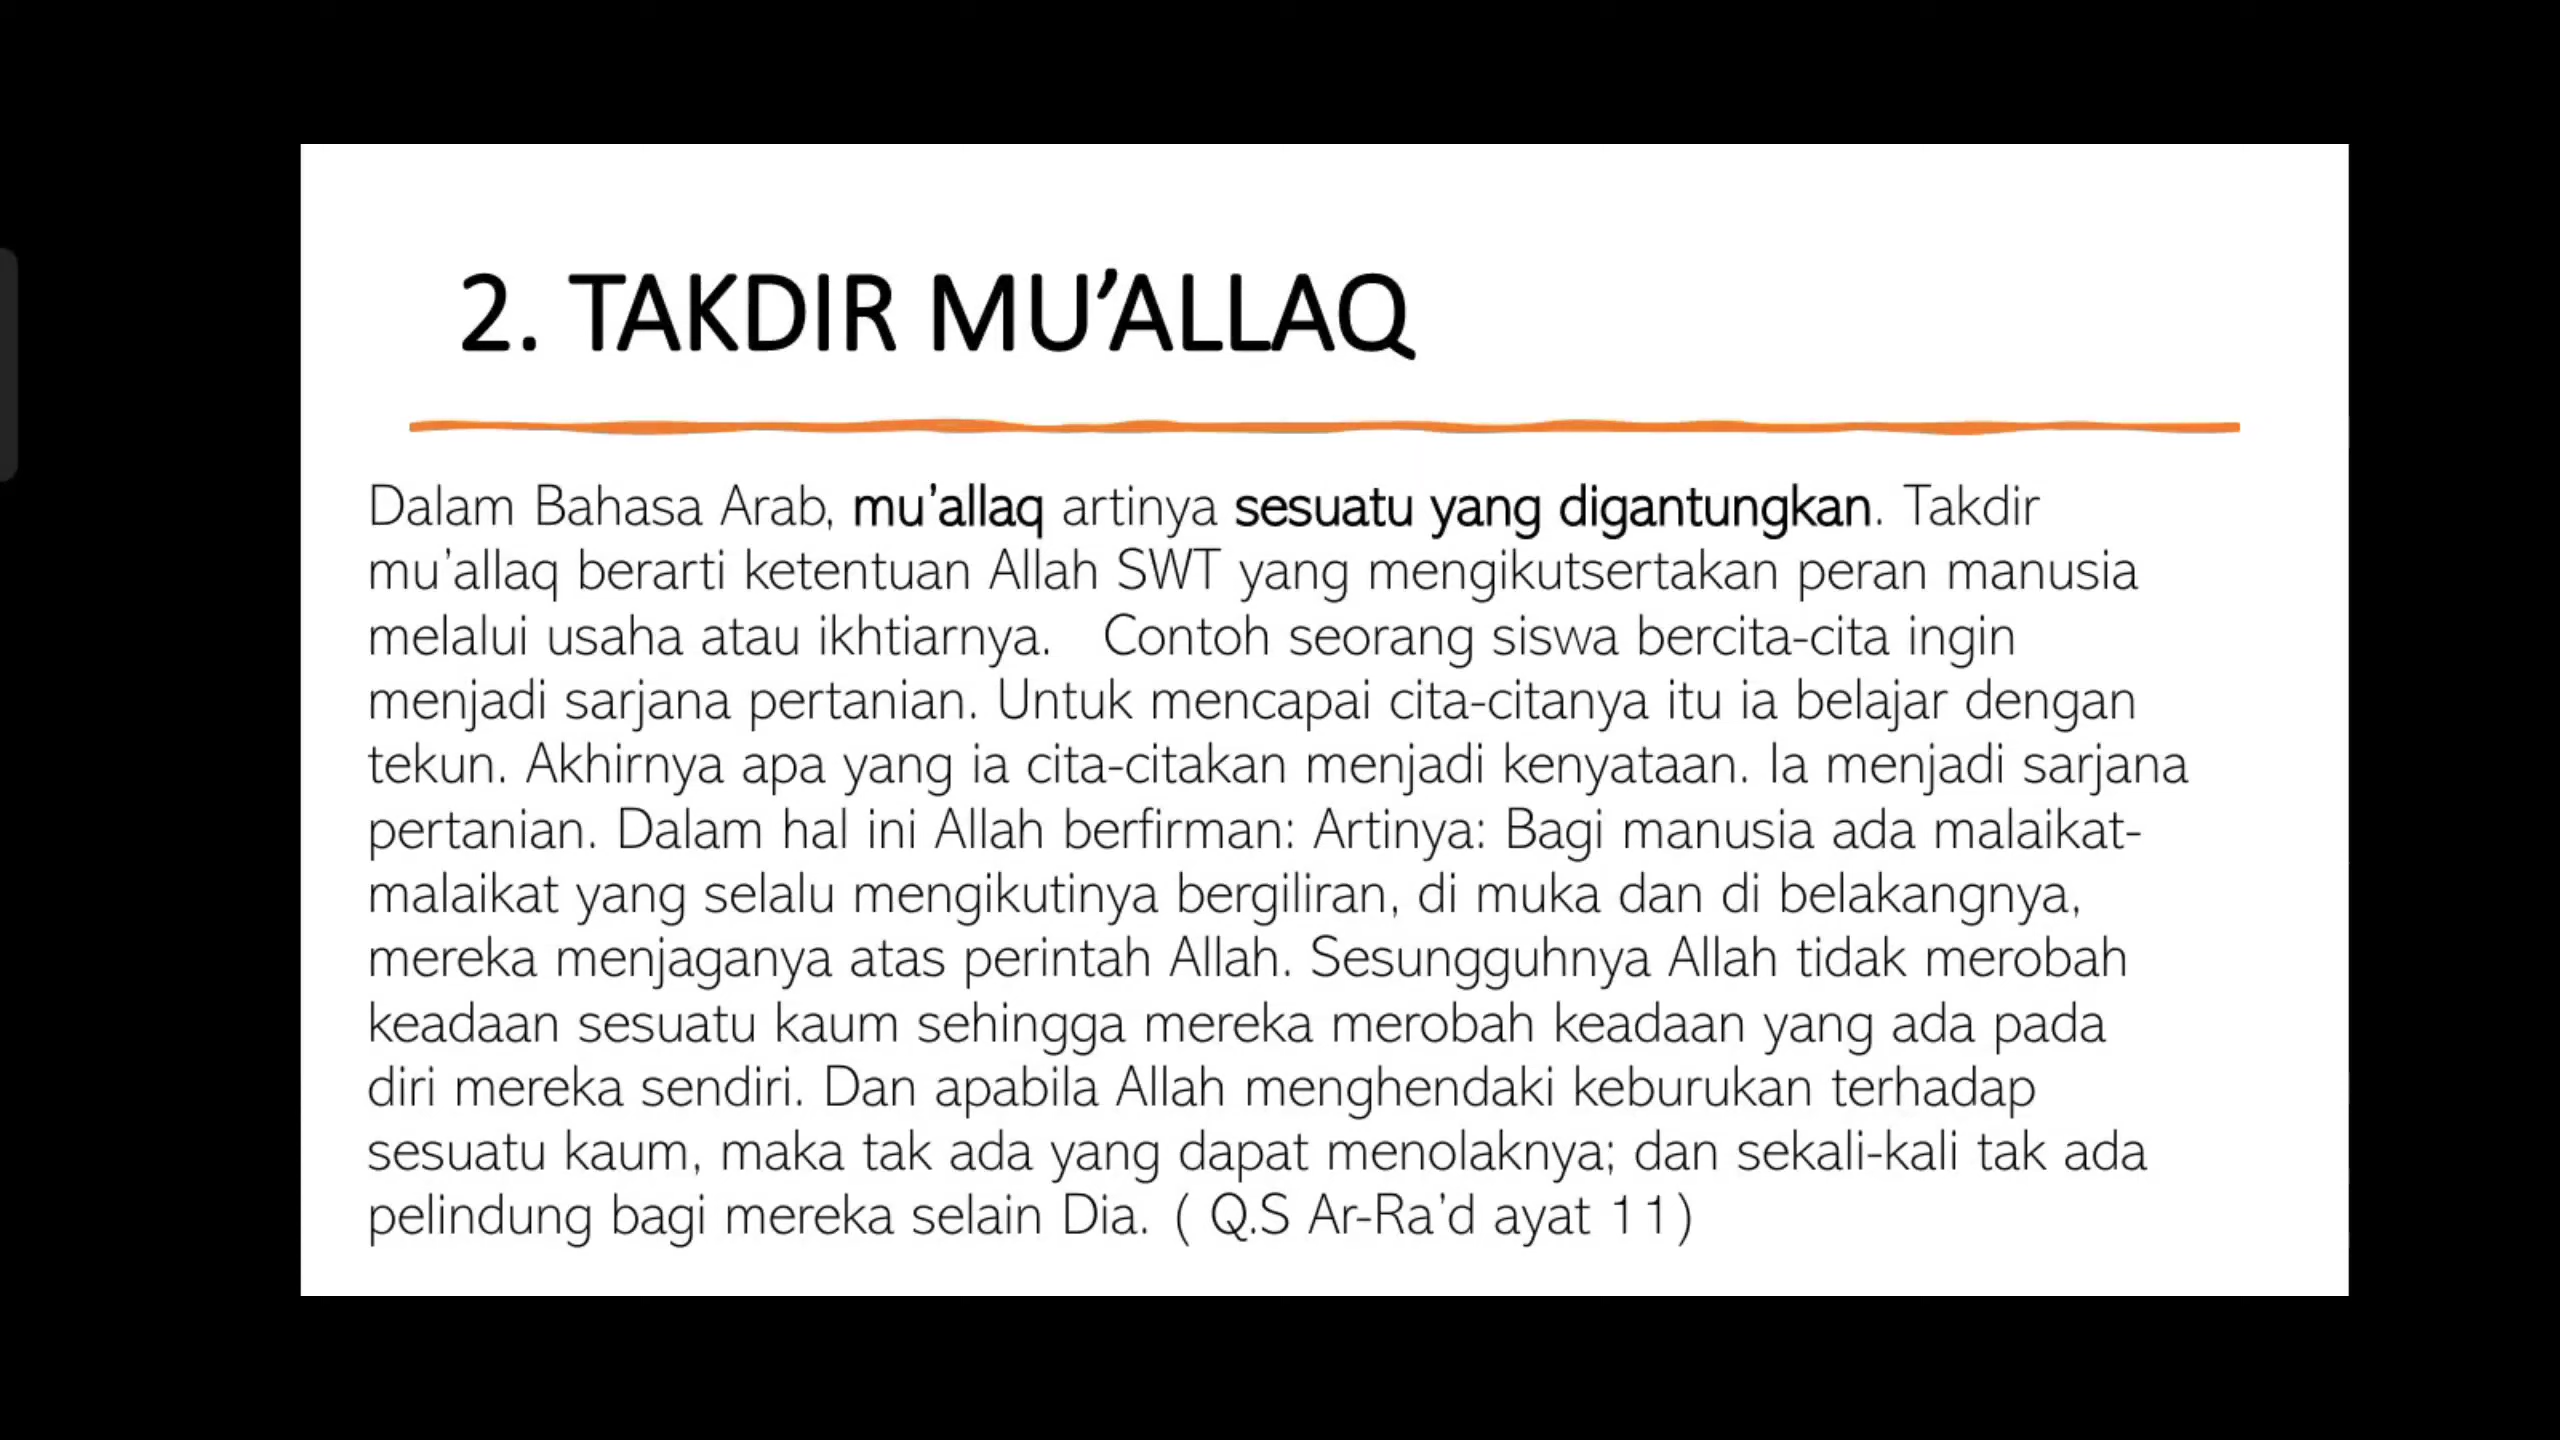 2. TAKDIR MU’ALLAQ
Dalam Bahasa Arab, mu’allaq artinya sesuatu yang digantungkan. Takdir
mu’allaq berarti ketentuan Allah SWT yang mengikutsertakan peran manusia
melalui usaha atau ikhtiarnya.   Contoh seorang siswa bercita-cita ingin
menjadi sarjana pertanian. Untuk mencapai cita-citanya itu ia belajar dengan
tekun. Akhirnya apa yang ia cita-citakan menjadi kenyataan. Ia menjadi sarjana
pertanian. Dalam hal ini Allah berfirman: Artinya: Bagi manusia ada malaikat-
malaikat yang selalu mengikutinya bergiliran, di muka dan di belakangnya,
mereka menjaganya atas perintah Allah. Sesungguhnya Allah tidak merobah
keadaan sesuatu kaum sehingga mereka merobah keadaan yang ada pada
diri mereka sendiri. Dan apabila Allah menghendaki keburukan terhadap
sesuatu kaum, maka tak ada yang dapat menolaknya; dan sekali-kali tak ada
pelindung bagi mereka selain Dia. ( Q.S Ar-Ra’d ayat 11)